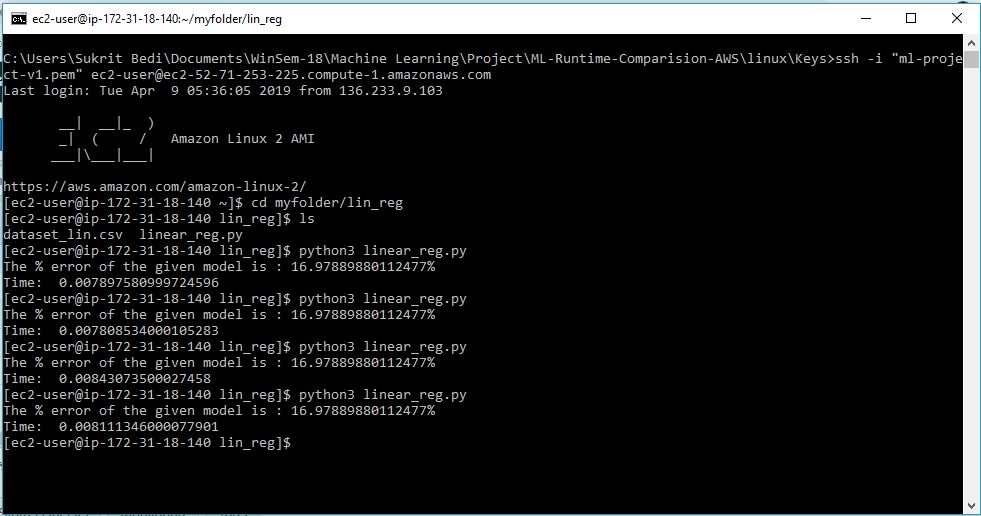 ec2-user@ip-172-31-18-140:~/myfolder/lin_reg
C:\Users\Sukrit Bedi\Documents\WinSem-18\Machine Learning\Project\ML-Runtime-Comparision-AWS\linux\Keys>ssh -i "ml-proje
ct-v1.pem" ec2-user@ec2-52-71-253-225.compute-1.amazonaws.com
Last login: Tue Apr  9 05:36:05 2019 from 136.233.9.103
       __|  __|_  )
       _|  (     /   Amazon Linux 2 AMI
      ___|\___|___|
https://aws.amazon.com/amazon-linux-2/
[ec2-user@ip-172-31-18-140 ~]$ cd myfolder/lin_reg
[ec2-user@ip-172-31-18-140 lin_reg]$ ls
dataset_lin.csv  linear_reg.py
[ec2-user@ip-172-31-18-140 lin_reg]$ python3 linear_reg.py
The % error of the given model is : 16.97889880112477%
Time:  0.007897580999724596
[ec2-user@ip-172-31-18-140 lin_reg]$ python3 linear_reg.py
The % error of the given model is : 16.97889880112477%
Time:  0.007808534000105283
[ec2-user@ip-172-31-18-140 lin_reg]$ python3 linear_reg.py
The % error of the given model is : 16.97889880112477%
Time:  0.00843073500027458
[ec2-user@ip-172-31-18-140 lin_reg]$ python3 linear_reg.py
The % error of the given model is : 16.97889880112477%
Time:  0.008111346000077901
[ec2-user@ip-172-31-18-140 lin_reg]$